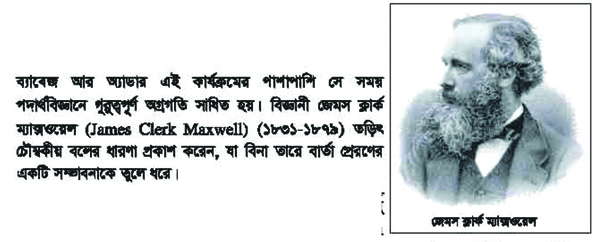 ব্যাবেজ আর অ্যাডার এই কার্যক্রমের পাশাপাশি সে সময়
পদার্থবিজ্ঞানে গুরুত্বপূর্ণ অগ্রগতি সাধিত হয়। বিজ্ঞানী জেমস ক্লার্ক
ম্যাক্সওয়েল (James Clerk Maxwell) (১৮৩১-১৮৭৯) তড়িৎ
চৌম্বকীয় বলের ধারণা প্রকাশ করেন, যা বিনা তারে বার্তা প্রেরণের
একটি সম্ভাবনাকে তুলে ধরে।
জেমস ক্লার্ক ম্যাক্সওয়েল